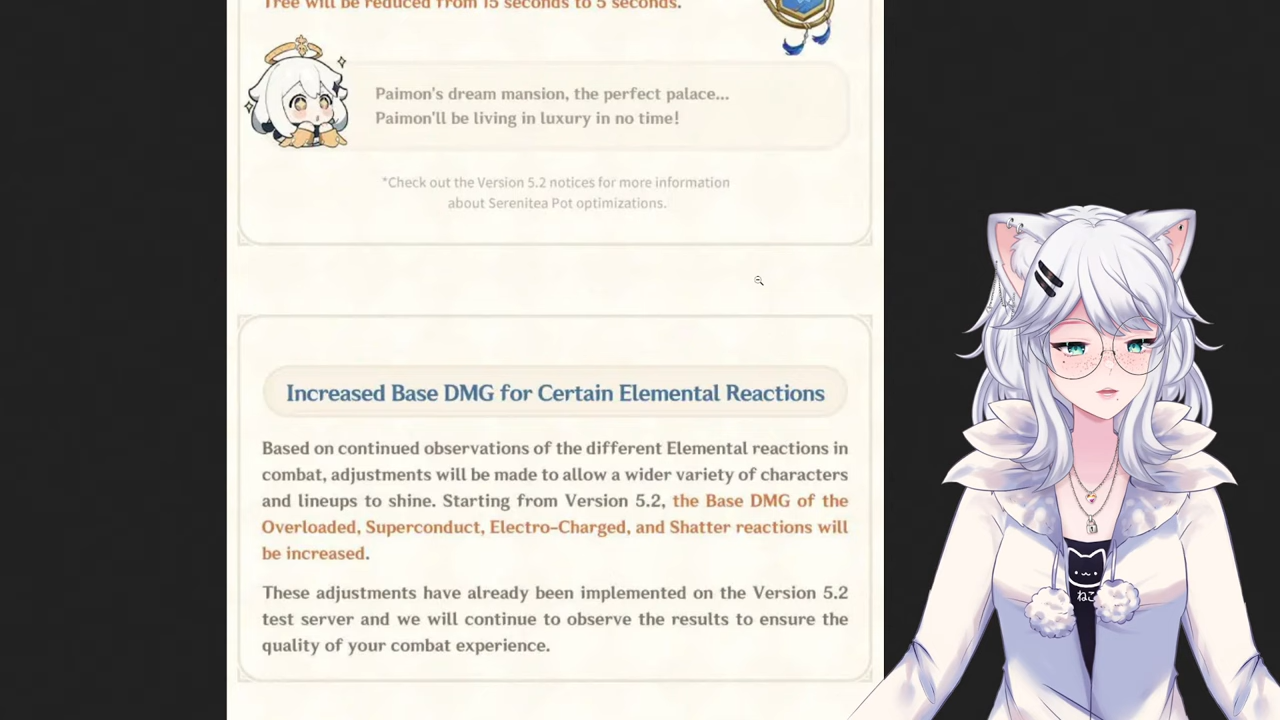 Tree will be reduced from 15 seconds to 5 seconds.
Paimon's dream mansion, the perfect palace...
Paimon'll be living in luxury in no time!
*Check out the Version 5.2 notices for more information
about Serenitea Pot optimizations.
Increased Base DMG for Certain Elemental Reactions
Based on continued observations of the different Elemental reactions in
combat, adjustments will be made to allow a wider variety of characters
and lineups to shine. Starting from Version 5.2, the Base DMG of the
Overloaded, Superconduct, Electro-Charged, and Shatter reactions will
be increased.
These adjustments have already been implemented on the Version 5.2
test server and we will continue to observe the results to ensure the
quality of your combat experience.
ねこ